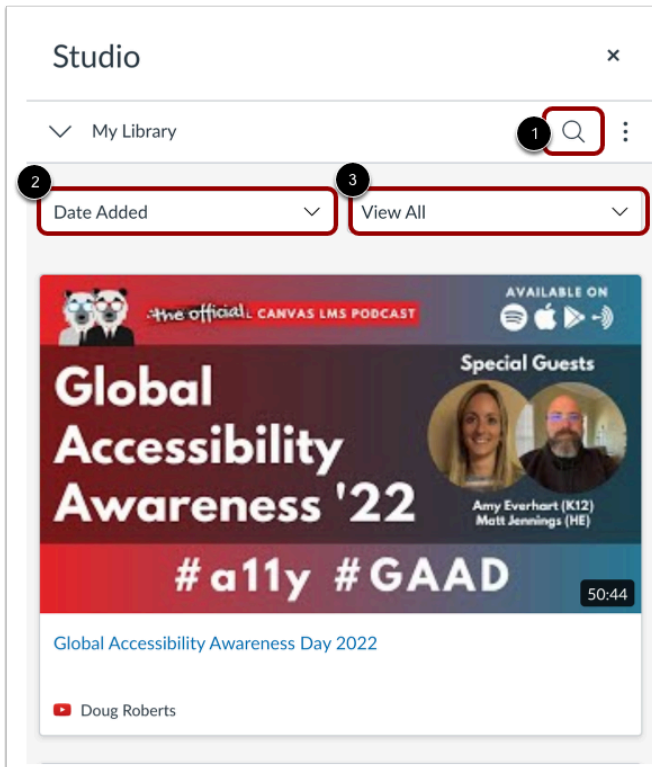 Studio
My Library
1
2
3
Date Added
View All
the official CANVAS LMS PODCAST
AVAILABLE ON
Global
Accessibility
Awareness '22
Special Guests
Amy Everhart (K12)
Matt Jennings (HE)
#a11y #GAAD
50:44
Global Accessibility Awareness Day 2022
Doug Roberts